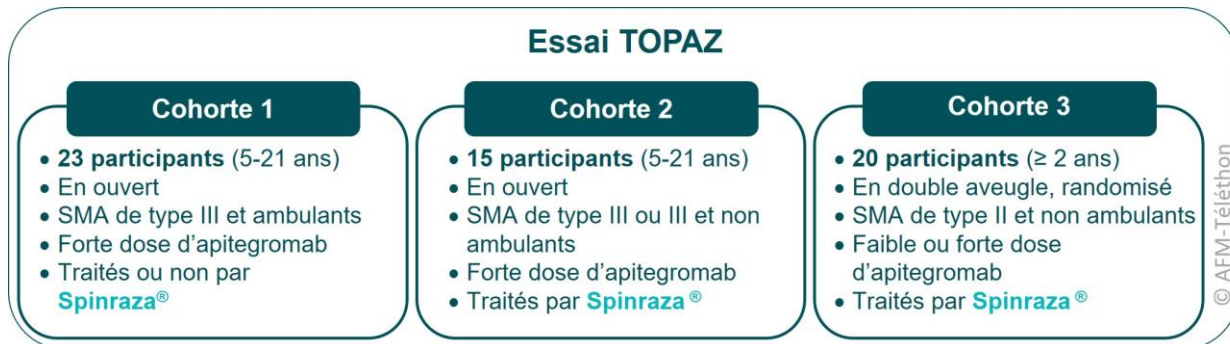 Essai TOPAZ
Cohorte 1
• 23 participants (5-21 ans)
• En ouvert
• SMA de type III et ambulants
• Forte dose d'apitegromab
• Traités ou non par
Spinraza®
Cohorte 2
• 15 participants (5-21 ans)
• En ouvert
• SMA de type III ou III et non
ambulants
• Forte dose d'apitegromab
• Traités par Spinraza ®
Cohorte 3
• 20 participants (≥ 2 ans)
• En double aveugle, randomisé
• SMA de type II et non ambulants
• Faible ou forte dose
d'apitegromab
• Traités par Spinraza ®
© AFM-Téléthon